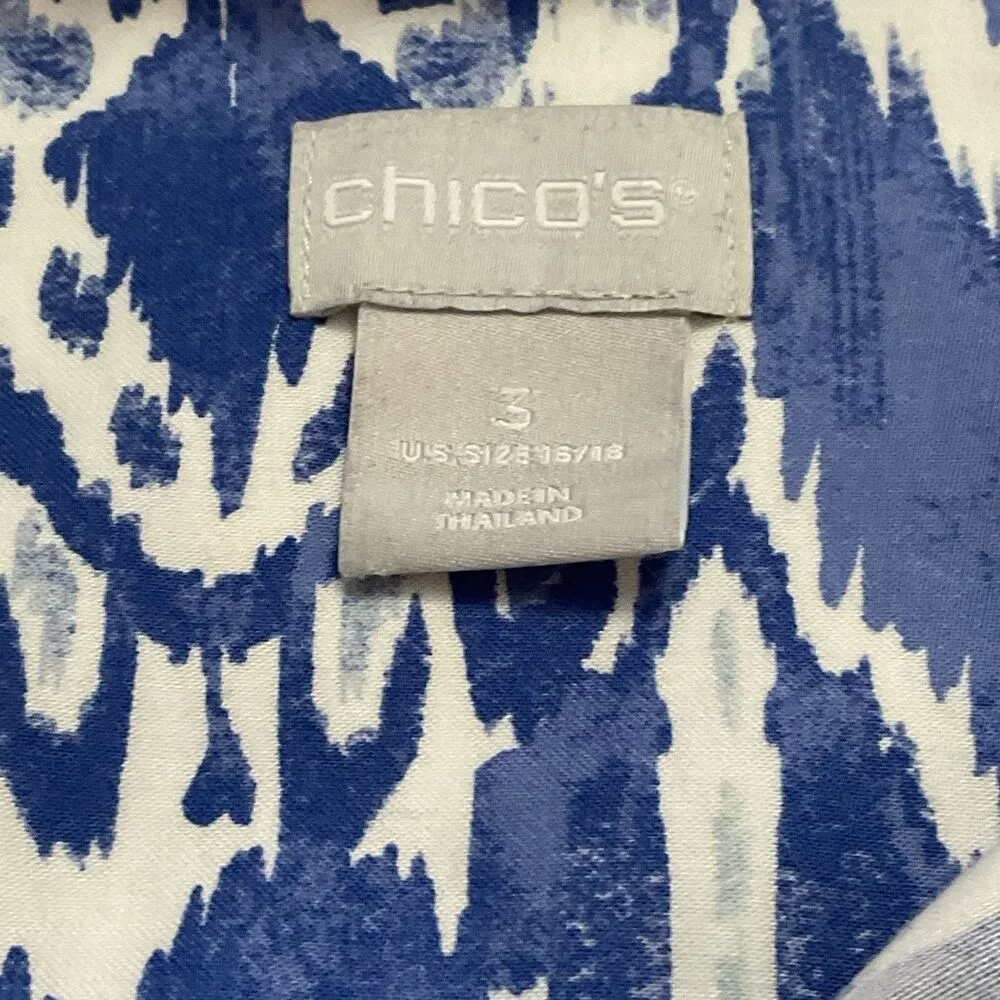 chico's®
3
U.S. SIZE 16/18
MADE IN
THAILAND